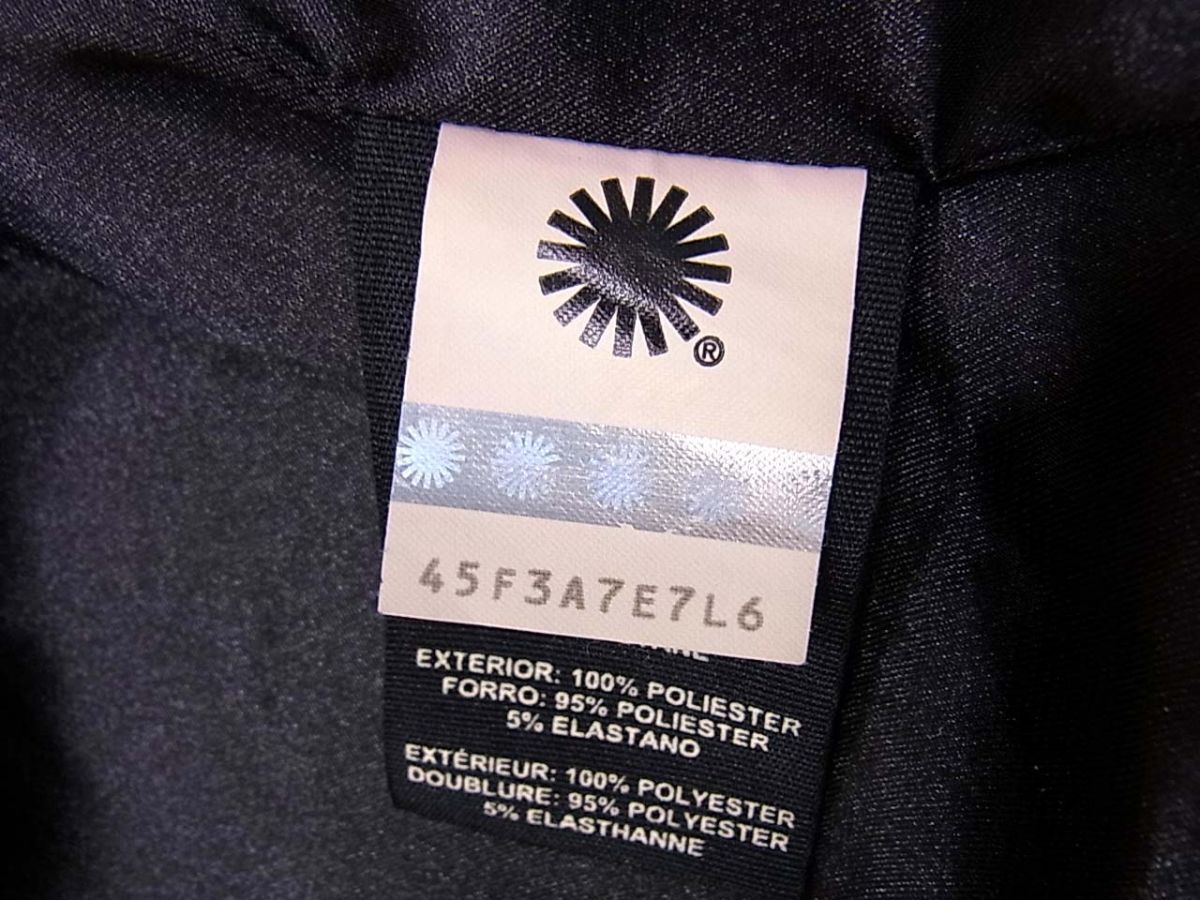 ®
45F3A7E7L6
EXTERIOR: 100% POLIESTER
FORRO: 95% POLIESTER
5% ELASTANO
EXTÉRIEUR: 100% POLYESTER
DOUBLURE: 95% POLYESTER
5% ELASTHANNE